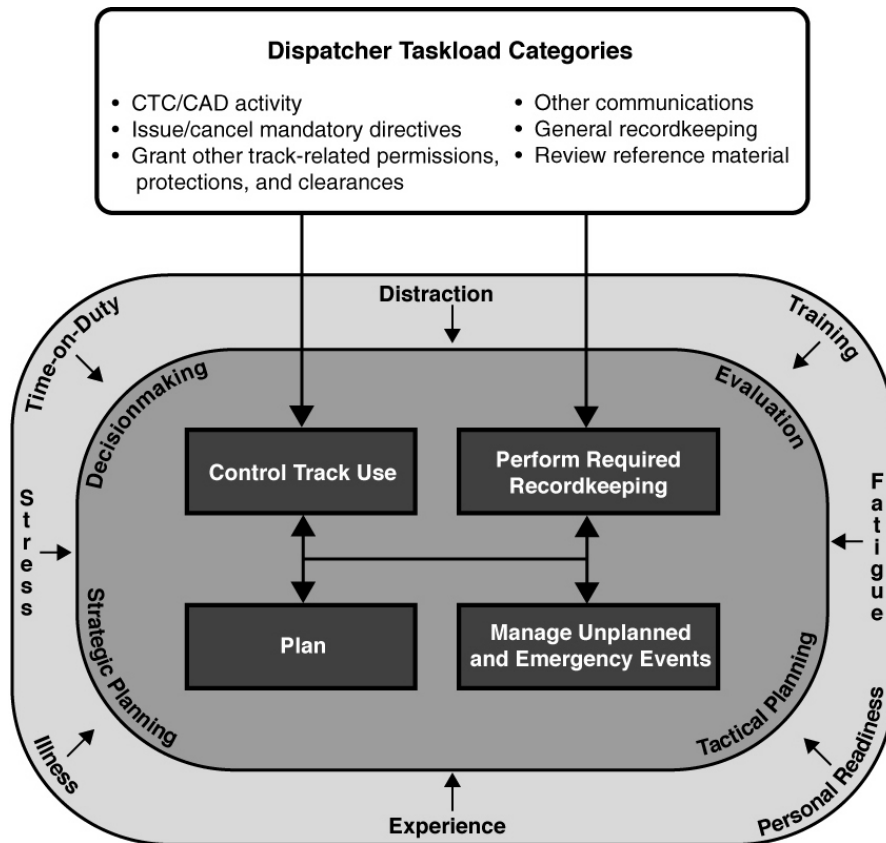 Dispatcher Taskload Categories
• CTC/CAD activity
• Issue/cancel mandatory directives
• Grant other track-related permissions,
protections, and clearances
• Other communications
• General recordkeeping
• Review reference material
Distraction
Time-on-Duty
Training
Decisionmaking
Evaluation
Control Track Use
Perform Required
Recordkeeping
Stress
Fatigue
Plan
Manage Unplanned
and Emergency Events
Strategic Planning
Tactical Planning
Illness
Personal Readiness
Experience